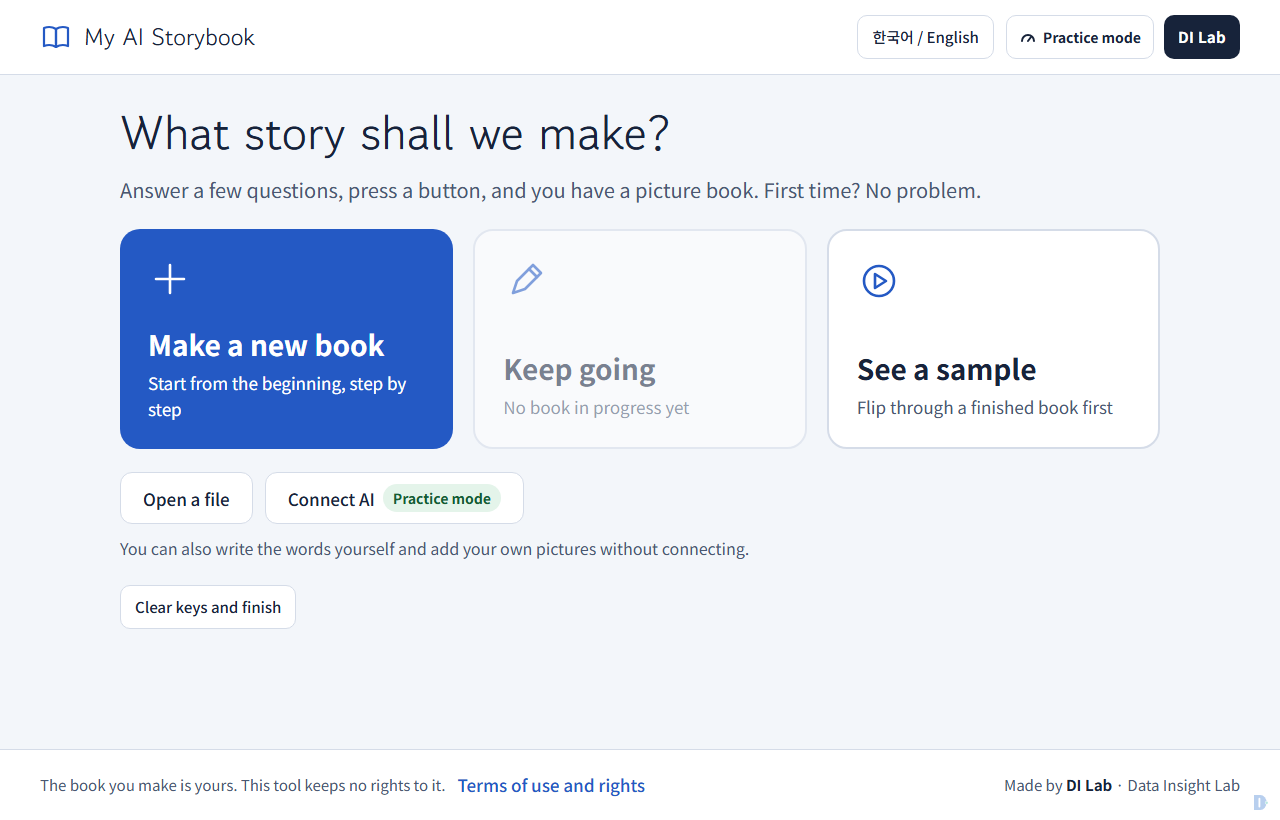 My AI Storybook
한국어 / English
Practice mode
DI Lab
What story shall we make?
Answer a few questions, press a button, and you have a picture book. First time? No problem.
Make a new book
Start from the beginning, step by
step
Keep going
No book in progress yet
See a sample
Flip through a finished book first
Open a file
Connect AI Practice mode
You can also write the words yourself and add your own pictures without connecting.
Clear keys and finish
The book you make is yours. This tool keeps no rights to it. Terms of use and rights
Made by DI Lab · Data Insight Lab